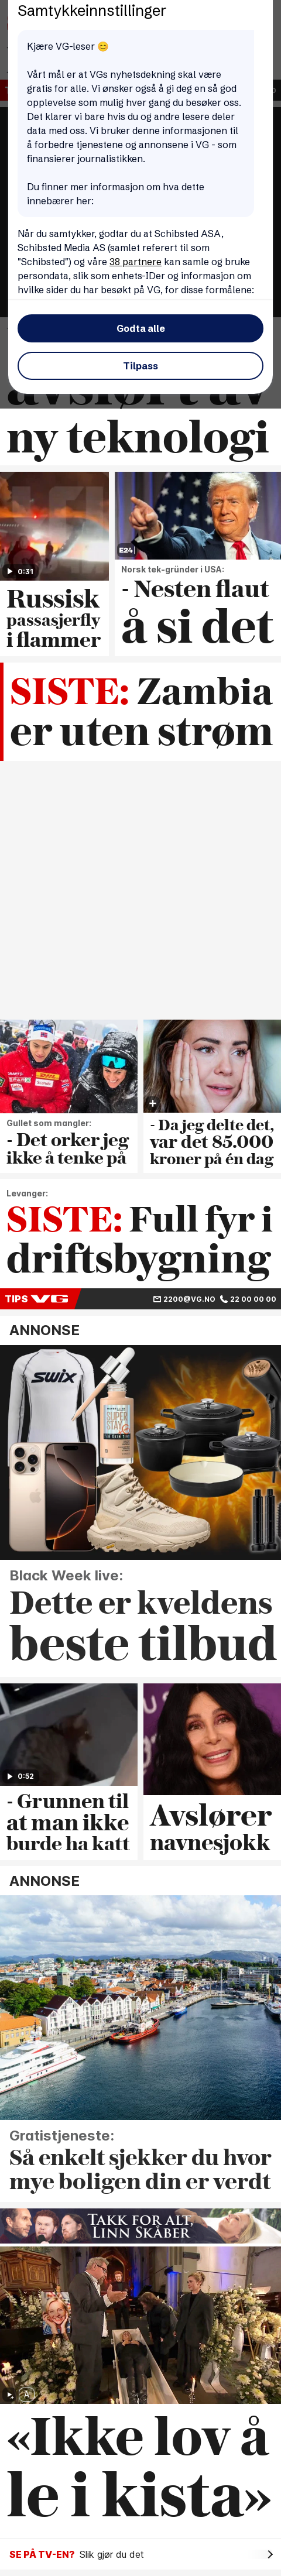 Samtykkeinnstillinger
Kjære VG-leser 😊
Vårt mål er at VGs nyhetsdekning skal være
gratis for alle. Vi ønsker også å gi deg en så god
opplevelse som mulig hver gang du besøker oss.
Det klarer vi bare hvis du og andre lesere deler
data med oss. Vi bruker denne informasjonen til
å forbedre tjenestene og annonsene i VG - som
finansierer journalistikken.
Du finner mer informasjon om hva dette
innebærer her:
Når du samtykker, godtar du at Schibsted ASA,
Schibsted Media AS (samlet referert til som
"Schibsted") og våre 38 partnere kan samle og bruke
persondata, slik som enhets-IDer og informasjon om
hvilke sider du har besøkt på VG, for disse formålene:
Godta alle
Tilpass
avslørt av
ny teknologi
0:31
Russisk
passasjerfly
i flammer
E24
Norsk tek-gründer i USA:
- Nesten flaut
å si det
SISTE: Zambia
er uten strøm
Gullet som mangler:
- Det orker jeg
ikke å tenke på
- Da jeg delte det,
var det 85.000
kroner på én dag
Levanger:
SISTE: Full fyr i
driftsbygning
TIPS VG 2200@VG.NO 22 00 00 00
ANNONSE
SWIX
MAYBELLINE
SUPER
STAY
24H
Black Week live:
Dette er kveldens
beste tilbud
0:52
- Grunnen til
at man ikke
burde ha katt
Avslører
navnesjokk
ANNONSE
Gratistjeneste:
Så enkelt sjekker du hvor
mye boligen din er verdt
TAKK FOR ALT,
LINN SKÅBER
«Ikke lov å
le i kista»
SE PÅ TV-EN? Slik gjør du det